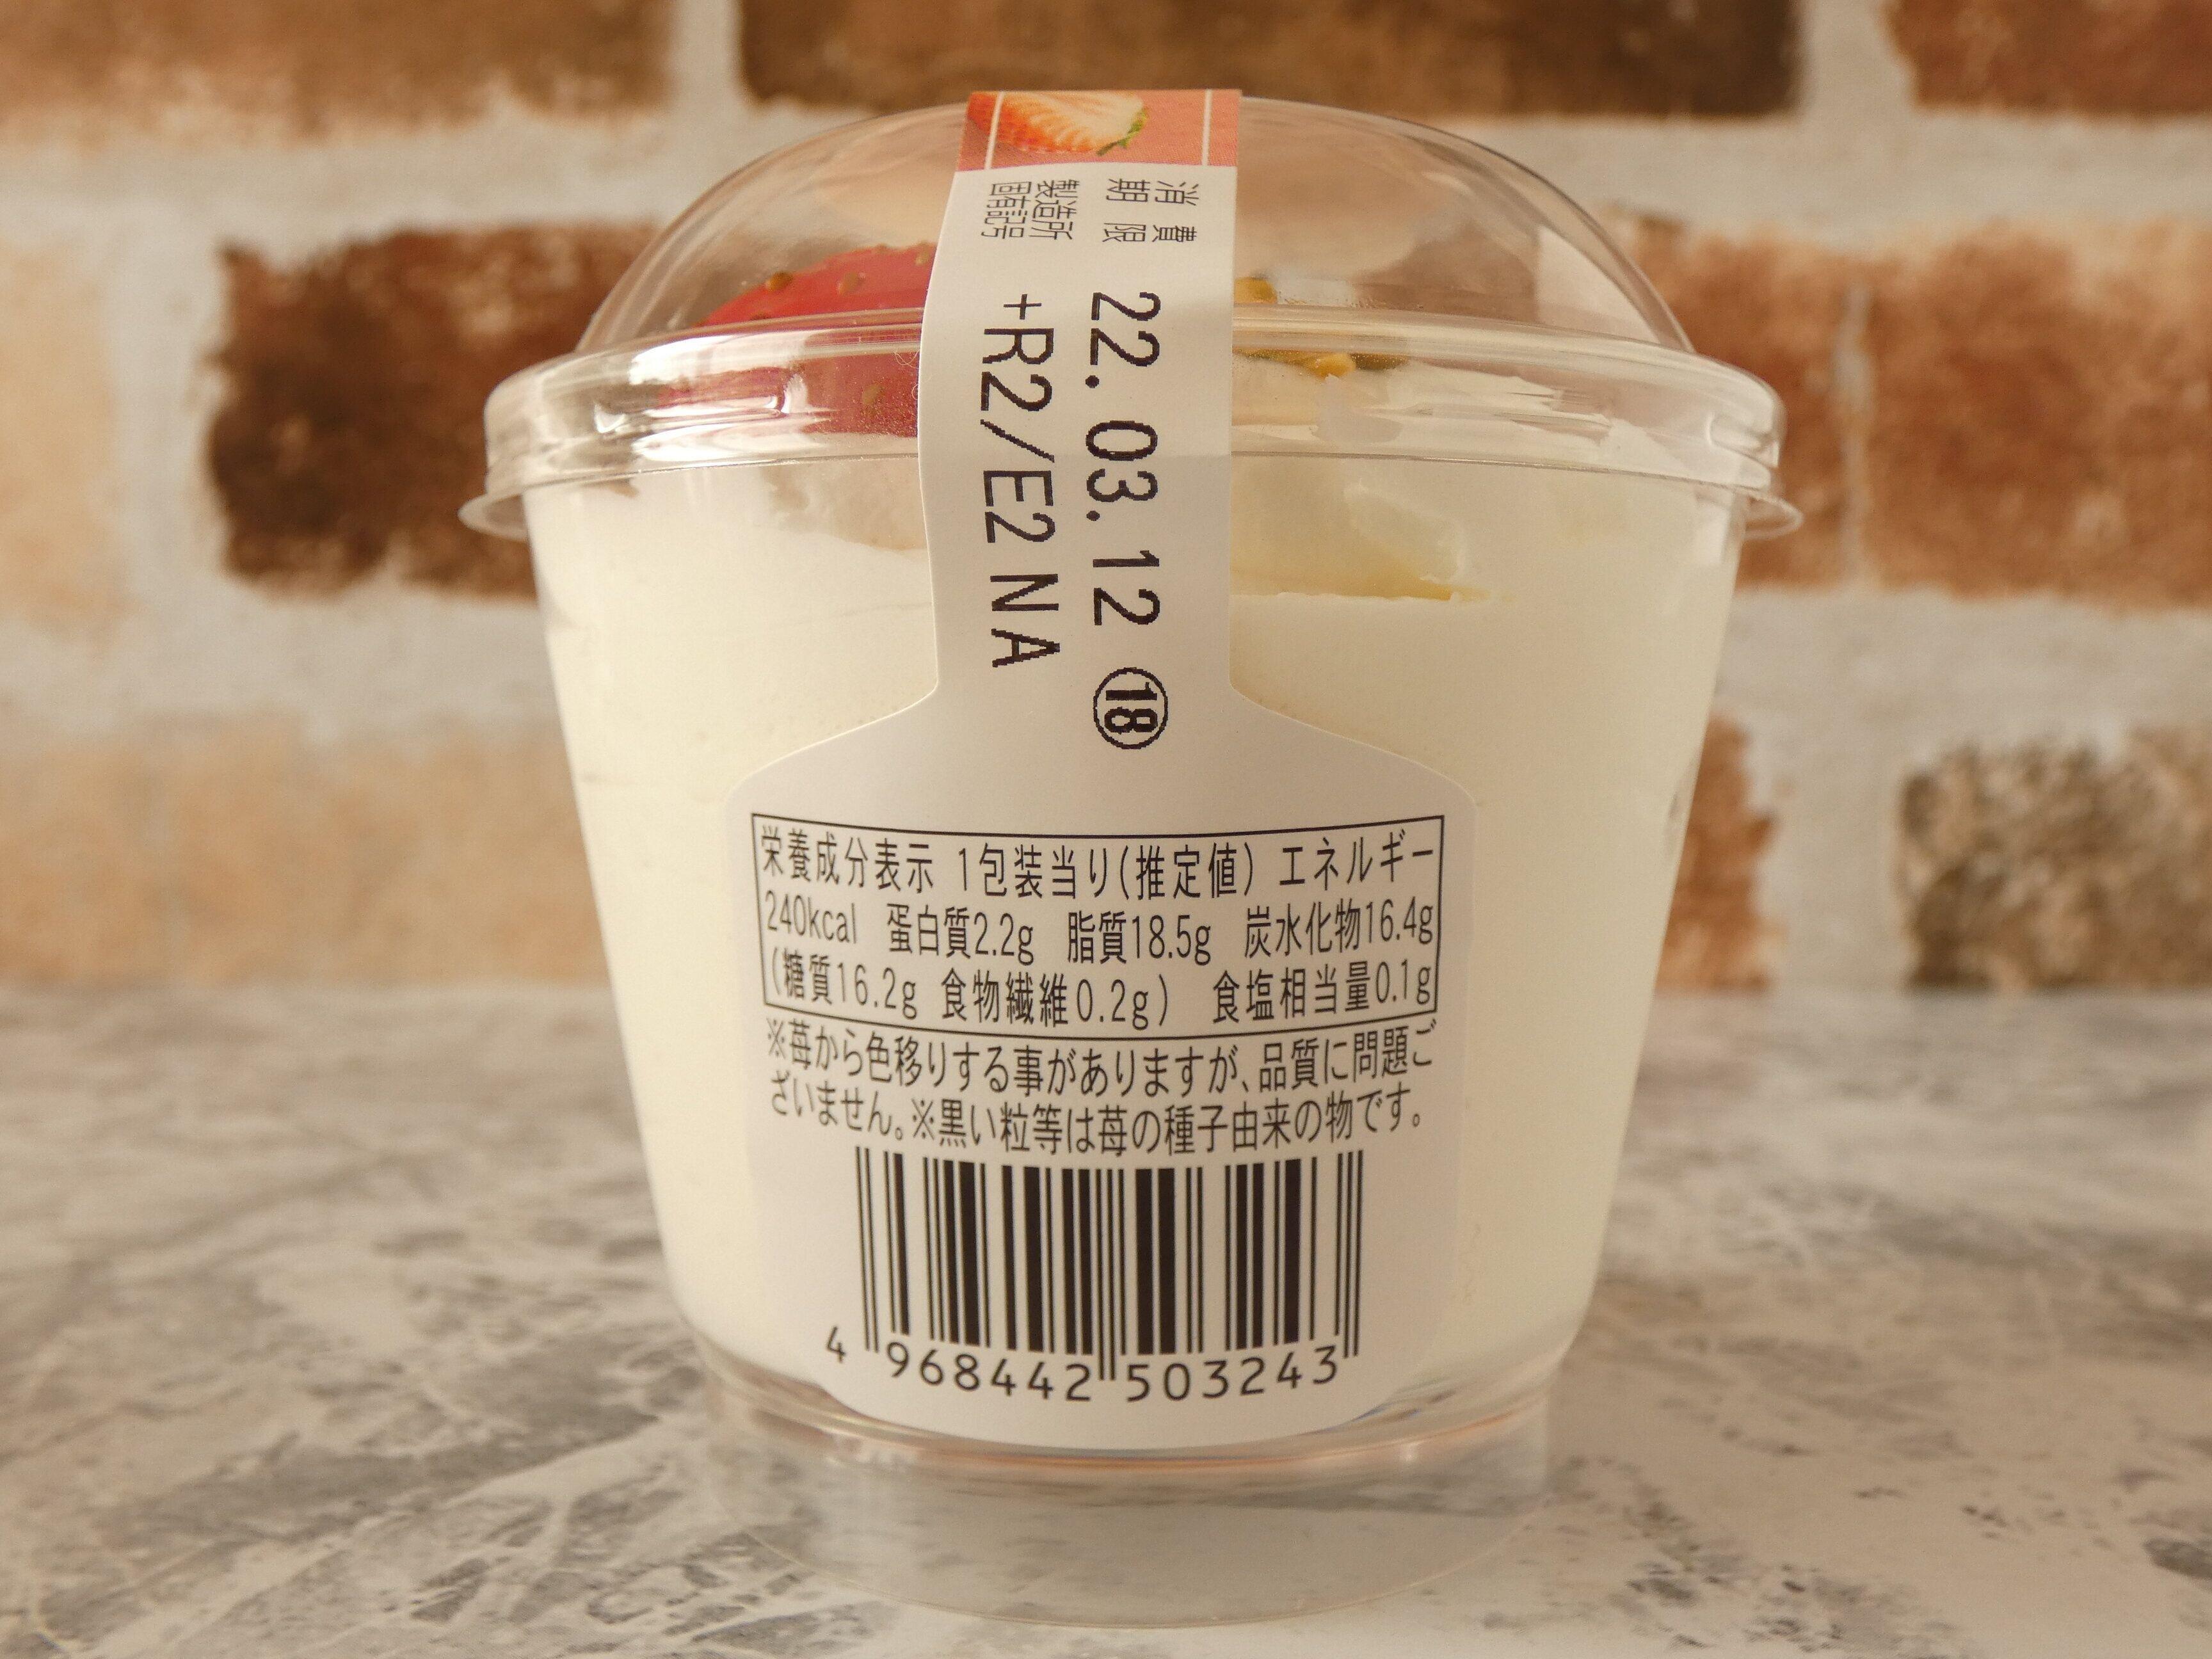 消費
期限
22.03.12 ⑱
製造所
固有記号
+R2/E2 NA
栄養成分表示 1包装当り(推定値) エネルギー
240kcal 蛋白質2.2g 脂質18.5g 炭水化物16.4g
(糖質16.2g 食物繊維0.2g) 食塩相当量0.1g
※苺から色移りする事がありますが、品質に問題ご
ざいません。※黒い粒等は苺の種子由来の物です。
4 968442 503243